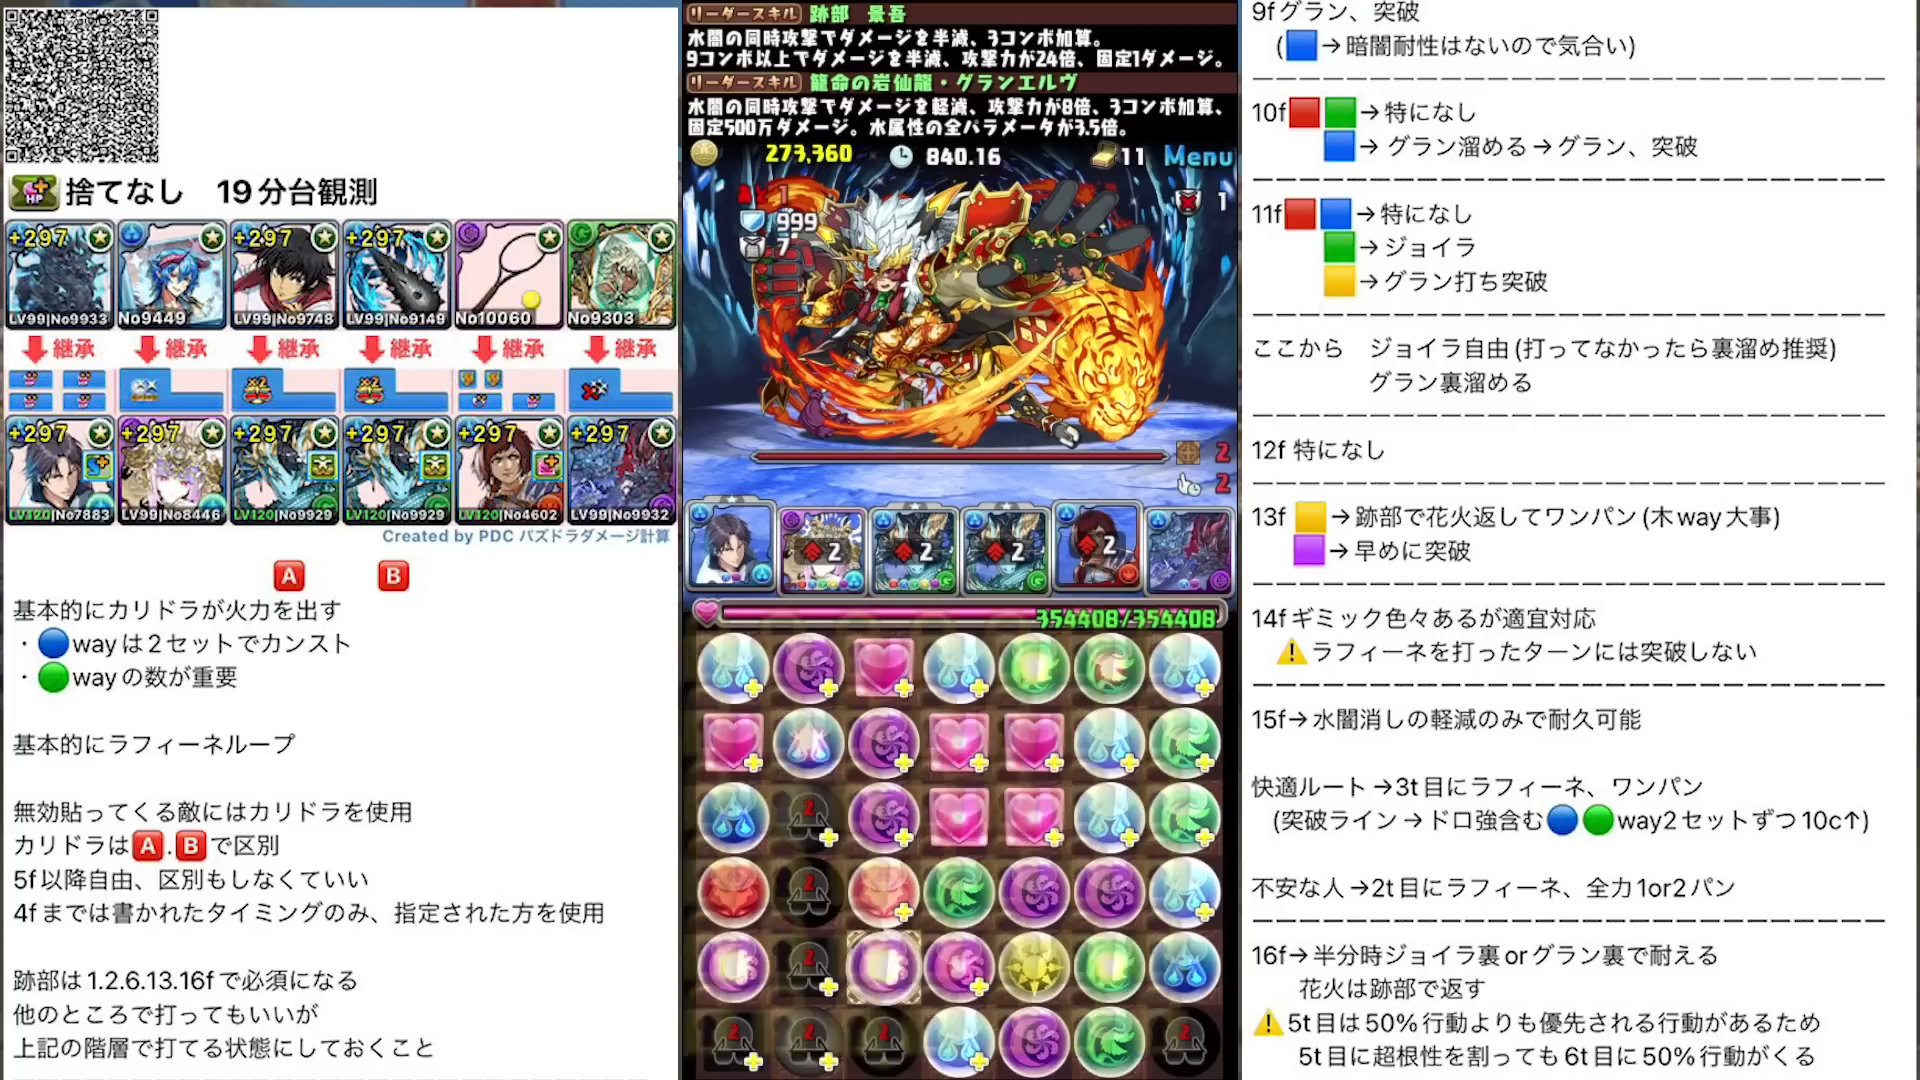 捨てなし 19分台観測
+297 +297 +297
LV99|No9933 No9449 LV99|No9748 LV99|No9149 No10060 No9303
継承 継承 継承 継承 継承 継承
+297 +297 +297 +297 +297 +297
LV120|No7883 LV99|No8446 LV120|No9929 LV120|No9929 LV120|No4602 LV99|No9932
Created by PDC パズドラダメージ計算
A B
基本的にカリドラが火力を出す
・🔵wayは2セットでカンスト
・🟢wayの数が重要
基本的にラフィーネループ
無効貼ってくる敵にはカリドラを使用
カリドラはA.Bで区別
5f以降自由、区別もしなくていい
4fまでは書かれたタイミングのみ、指定された方を使用
跡部は1.2.6.13.16fで必須になる
他のところで打ってもいいが
上記の階層で打てる状態にしておくこと
リーダースキル 跡部 景吾
水闇の同時攻撃でダメージを半減、3コンボ加算。
9コンボ以上でダメージを半減、攻撃力が24倍、固定1ダメージ。
リーダースキル 籠命の岩仙龍・グランエルヴ
水闇の同時攻撃でダメージを軽減、攻撃力が8倍、3コンボ加算、
固定500万ダメージ。水属性の全パラメータが3.5倍。
273,360 840.16 11 Menu
1
999
7
1
2
2
2 2 2 2
354408/354408
9fグラン、突破
(🟦→暗闇耐性はないので気合い)
10f🟥🟩→特になし
🟦→グラン溜める→グラン、突破
11f🟥🟦→特になし
🟩→ジョイラ
🟨→グラン打ち突破
ここから ジョイラ自由(打ってなかったら裏溜め推奨)
グラン裏溜める
12f 特になし
13f🟨→跡部で花火返してワンパン(木way大事)
🟪→早めに突破
14fギミック色々あるが適宜対応
⚠️ラフィーネを打ったターンには突破しない
15f→水闇消しの軽減のみで耐久可能
快適ルート→3t目にラフィーネ、ワンパン
(突破ライン→ドロ強含む🔵🟢way2セットずつ10c↑)
不安な人→2t目にラフィーネ、全力1or2パン
16f→半分時ジョイラ裏orグラン裏で耐える
花火は跡部で返す
⚠️5t目は50%行動よりも優先される行動があるため
5t目に超根性を割っても6t目に50%行動がくる